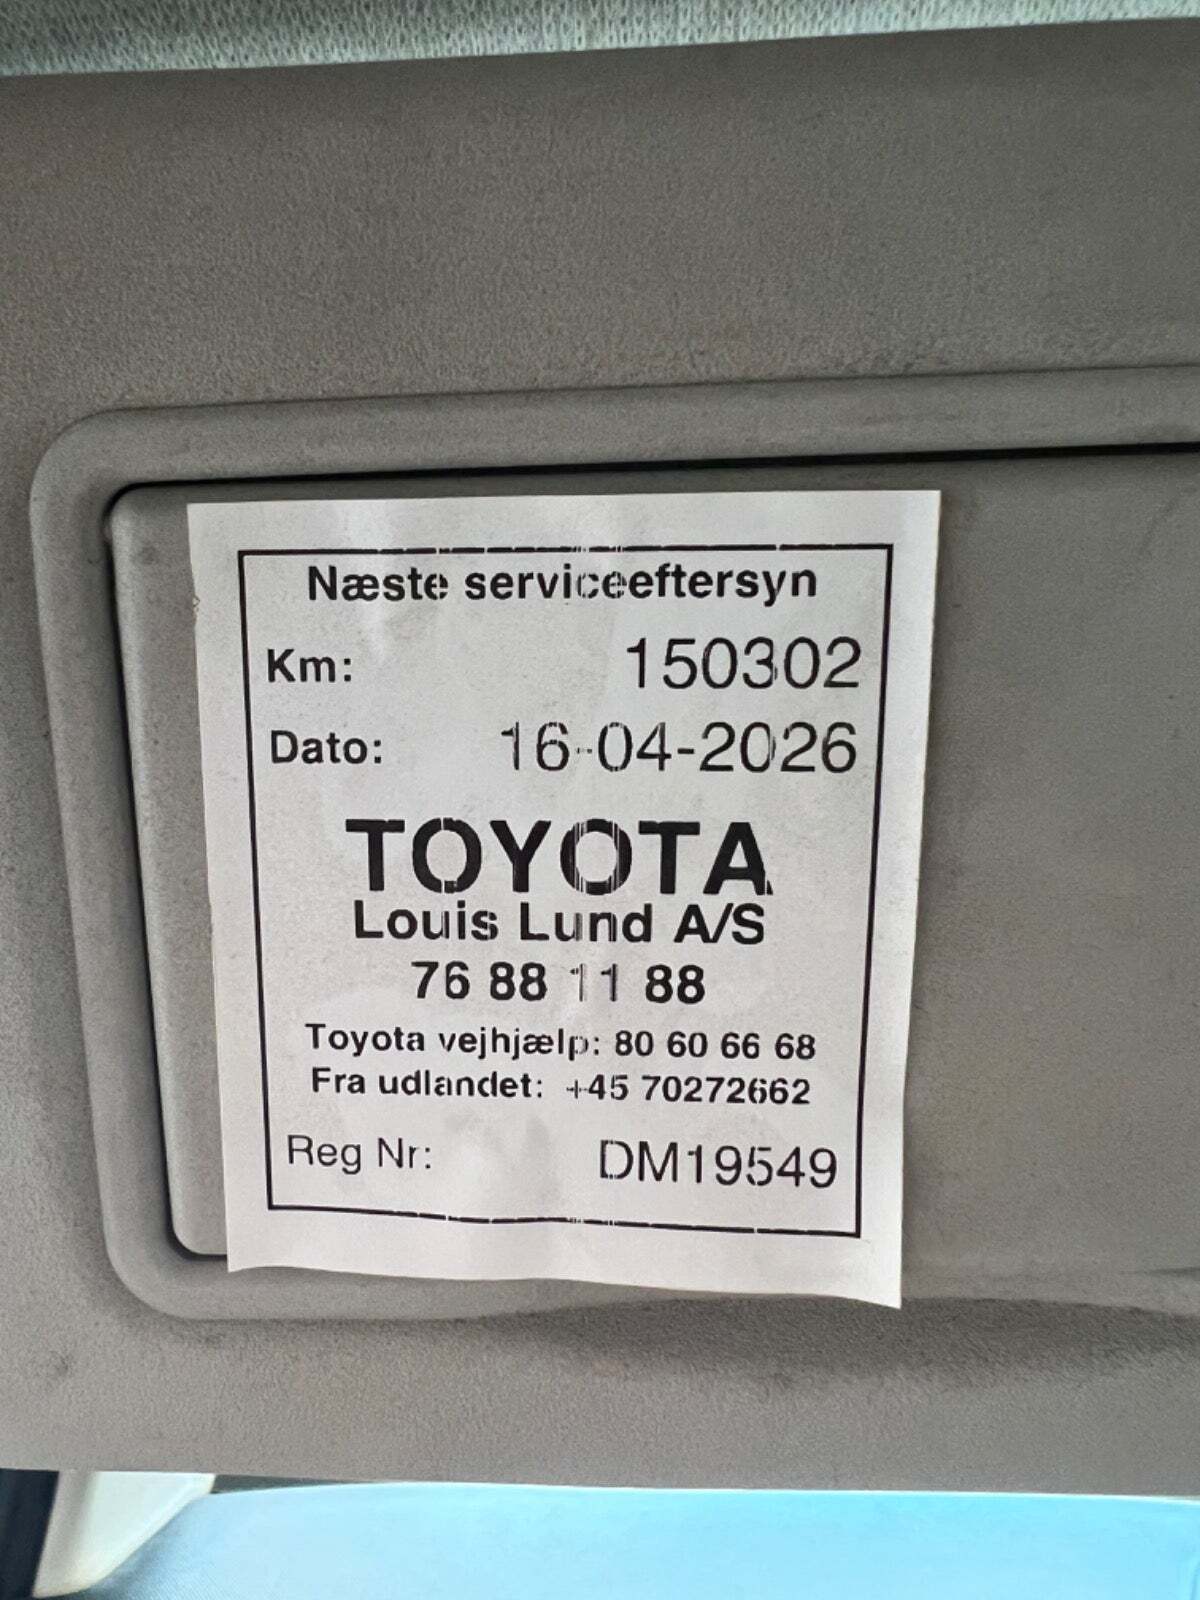 Næste serviceeftersyn
Km: 150302
Dato: 16-04-2026
TOYOTA
Louis Lund A/S
76 88 11 88
Toyota vejhjælp: 80 60 66 68
Fra udlandet: +45 70272662
Reg Nr: DM19549